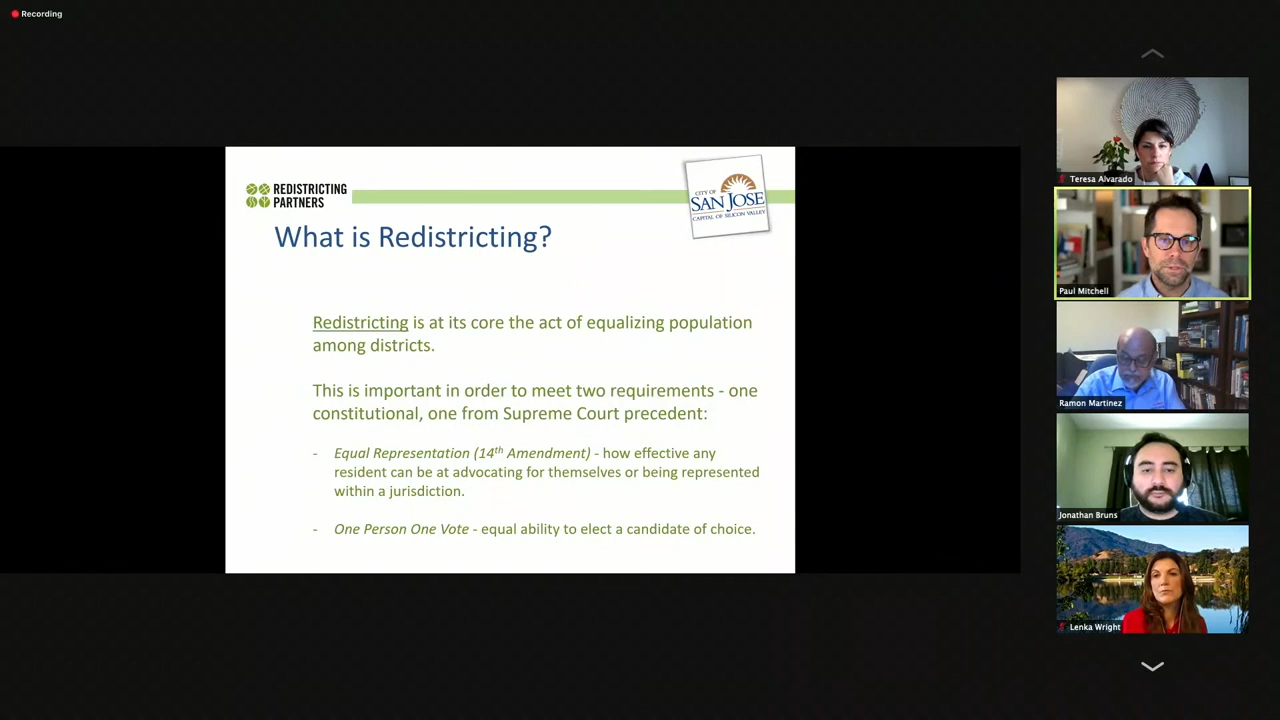 Recording
REDISTRICTING
PARTNERS
CITY OF
SAN JOSE
CAPITAL OF SILICON VALLEY
What is Redistricting?
Redistricting is at its core the act of equalizing population
among districts.
This is important in order to meet two requirements - one
constitutional, one from Supreme Court precedent:
- Equal Representation (14th Amendment) - how effective any
resident can be at advocating for themselves or being represented
within a jurisdiction.
- One Person One Vote - equal ability to elect a candidate of choice.
Teresa Alvarado
Paul Mitchell
Ramon Martinez
Jonathan Bruns
Lenka Wright